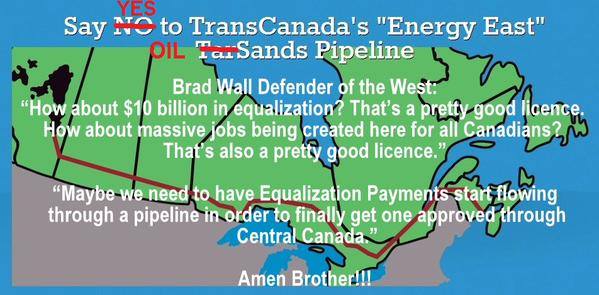 YES
Say NO to TransCanada's "Energy East"
OIL TarSands Pipeline
Brad Wall Defender of the West:
“How about $10 billion in equalization? That’s a pretty good licence.
How about massive jobs being created here for all Canadians?
That’s also a pretty good licence.”
“Maybe we need to have Equalization Payments start flowing
through a pipeline in order to finally get one approved through
Central Canada.”
Amen Brother!!!